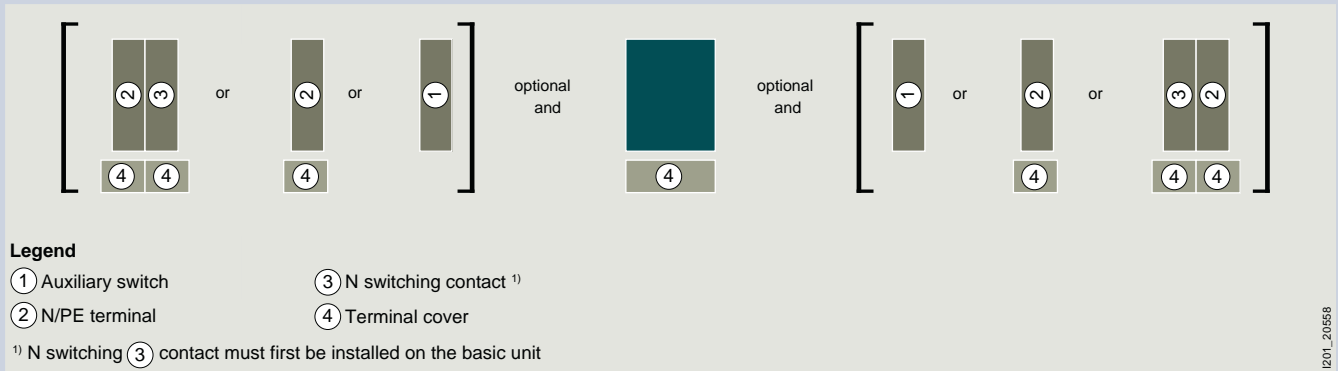 2 3 or 2 or 1 optional and optional and 1 or 2 or 3 2
4 4 4 4 4 4 4
Legend
1 Auxiliary switch
3 N switching contact 1)
2 N/PE terminal
4 Terminal cover
1) N switching 3 contact must first be installed on the basic unit
I201_20558